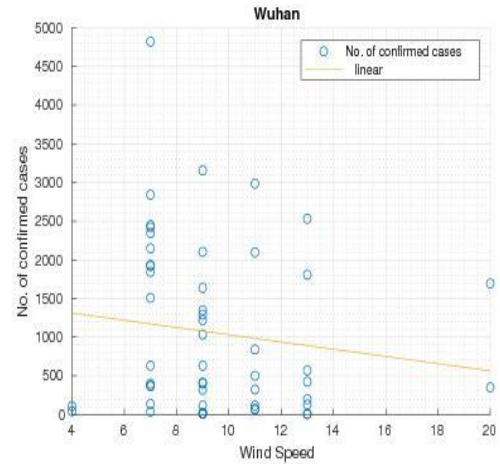 Wuhan
5000
4500
4000
3500
3000
2500
2000
1500
1000
500
0
No. of confirmed cases
No. of confirmed cases
linear
4 6 8 10 12 14 16 18 20
Wind Speed